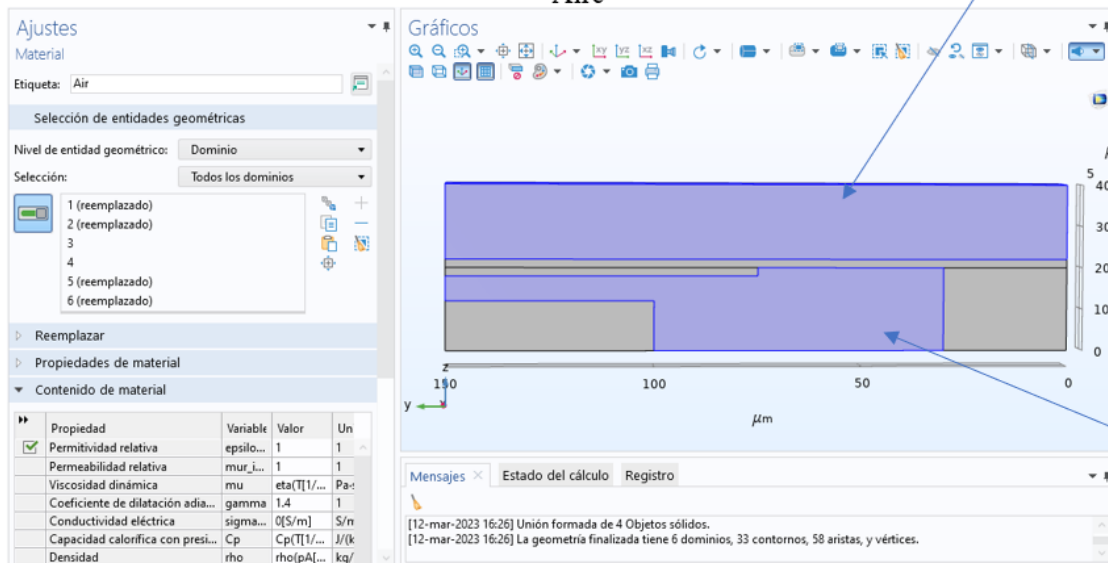 Aire
Ajustes
Material
Etiqueta: Air
Selección de entidades geométricas
Nivel de entidad geométrico: Dominio
Selección: Todos los dominios
1 (reemplazado)
2 (reemplazado)
3
4
5 (reemplazado)
6 (reemplazado)
Reemplazar
Propiedades de material
Contenido de material
Propiedad Variable Valor Un
Permitividad relativa epsilo... 1 1
Permeabilidad relativa mur_i... 1 1
Viscosidad dinámica mu eta(T[1/... Pa·s
Coeficiente de dilatación adia... gamma 1.4 1
Conductividad eléctrica sigma... 0[S/m] S/m
Capacidad calorífica con presi... Cp Cp(T[1/... J/(k
Densidad rho rho(pA[... kg/
Gráficos
xy yz xz
5
40
30
20
10
0
z
y
x
150 100 50 0
μm
Mensajes Estado del cálculo Registro
[12-mar-2023 16:26] Unión formada de 4 Objetos sólidos.
[12-mar-2023 16:26] La geometría finalizada tiene 6 dominios, 33 contornos, 58 aristas, y vértices.